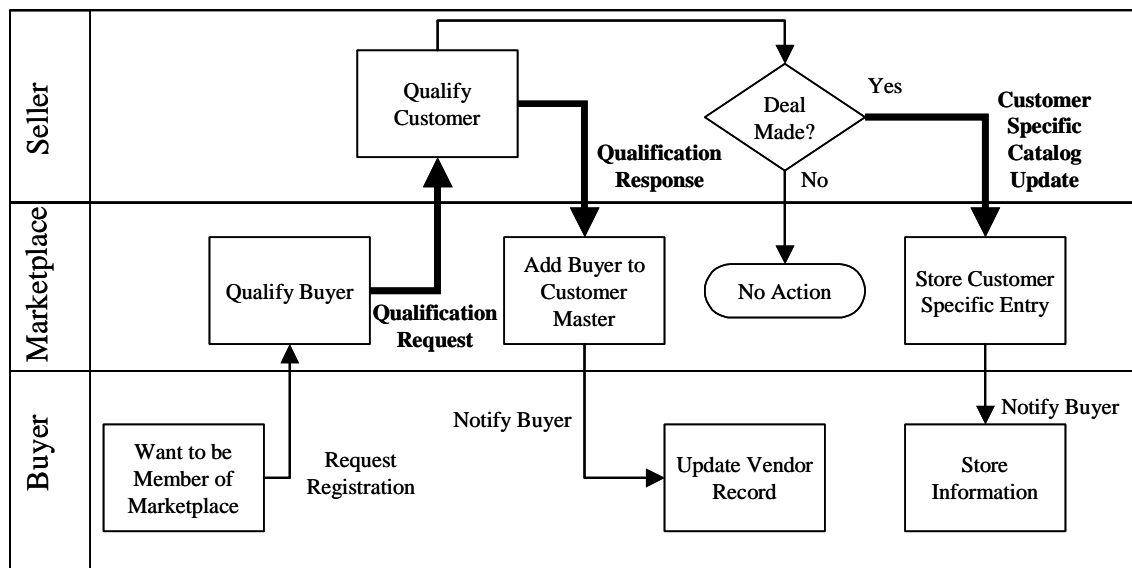 Seller
Qualify
Customer
Deal
Made?
Yes
No
Customer
Specific
Catalog
Update
Qualification
Response
Marketplace
Qualify Buyer
Qualification
Request
Add Buyer to
Customer
Master
No Action
Store Customer
Specific Entry
Buyer
Want to be
Member of
Marketplace
Request
Registration
Notify Buyer
Update Vendor
Record
Notify Buyer
Store
Information